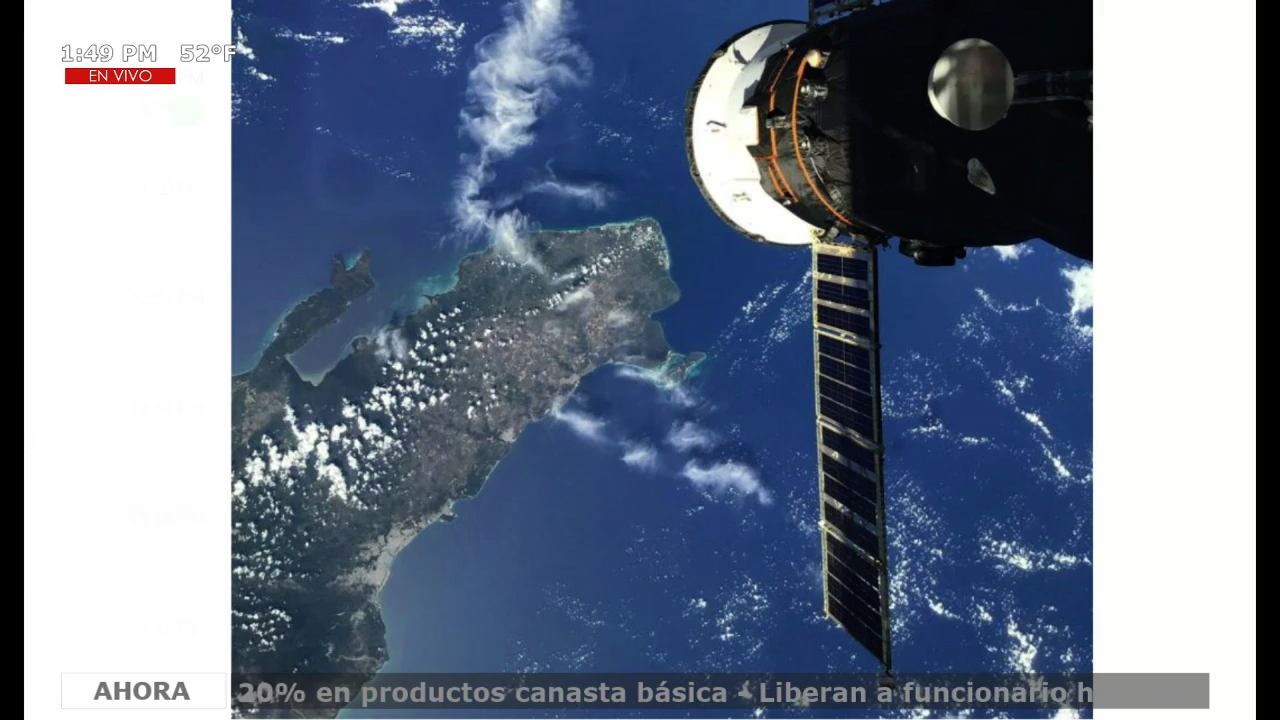 1:49 PM 52°F
EN VIVO
AHORA 20% en productos canasta básica - Liberan a funcionario h